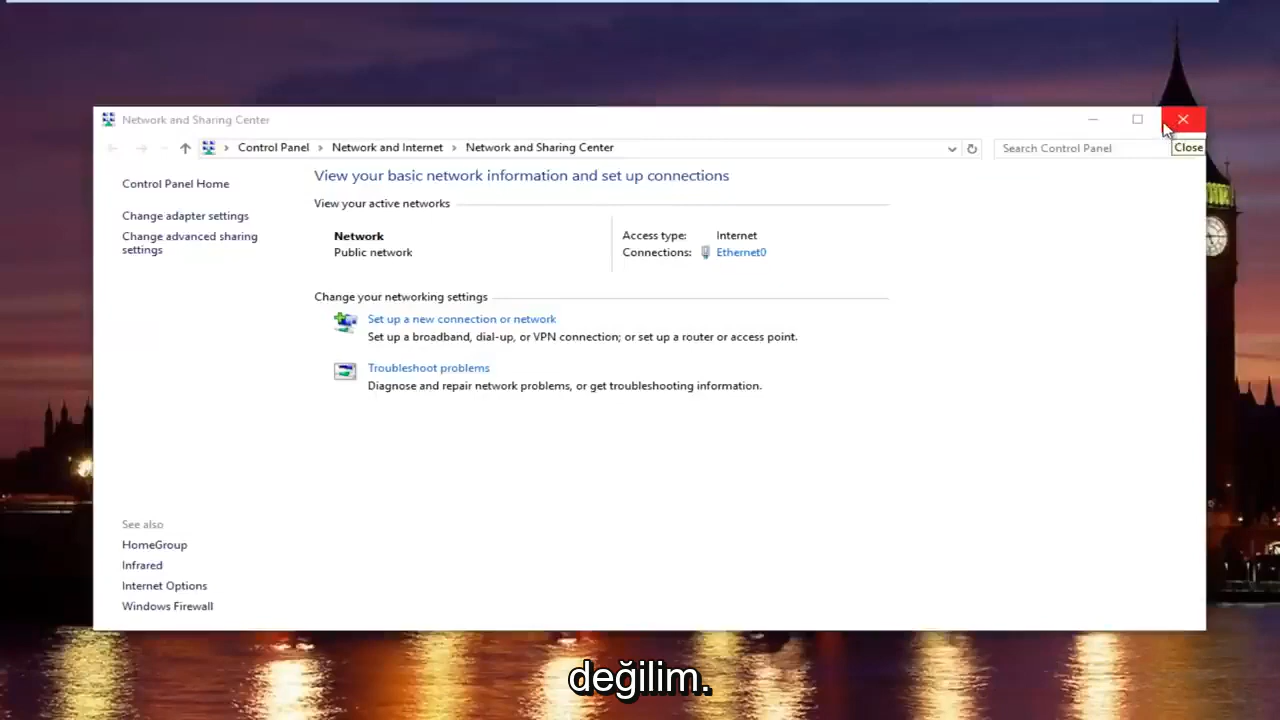 Network and Sharing Center
Control Panel > Network and Internet > Network and Sharing Center
Search Control Panel
Close
Control Panel Home
Change adapter settings
Change advanced sharing
settings
View your basic network information and set up connections
View your active networks
Network
Public network
Access type: Internet
Connections: Ethernet0
Change your networking settings
Set up a new connection or network
Set up a broadband, dial-up, or VPN connection; or set up a router or access point.
Troubleshoot problems
Diagnose and repair network problems, or get troubleshooting information.
See also
HomeGroup
Infrared
Internet Options
Windows Firewall
değilim.